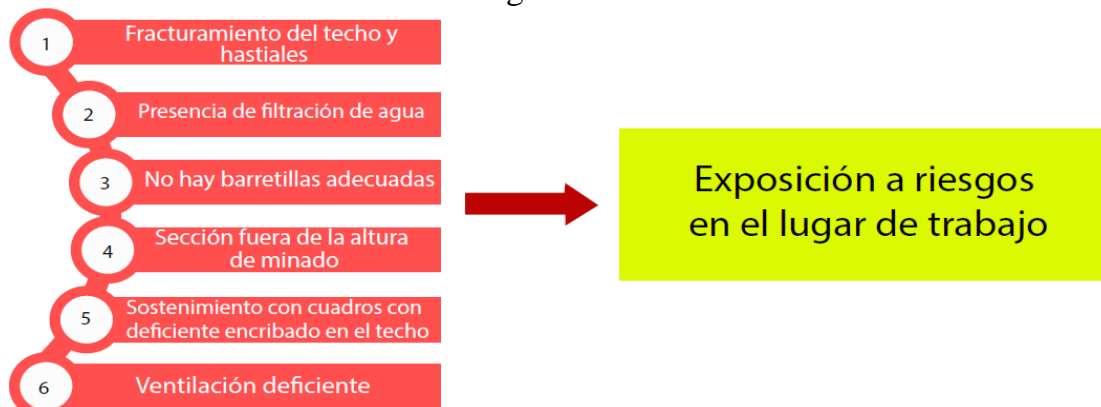 1
Fracturamiento del techo y
hastiales
2
Presencia de filtración de agua
3
No hay barretillas adecuadas
4
Sección fuera de la altura
de minado
5
Sostenimiento con cuadros con
deficiente encribado en el techo
6
Ventilación deficiente
Exposición a riesgos
en el lugar de trabajo